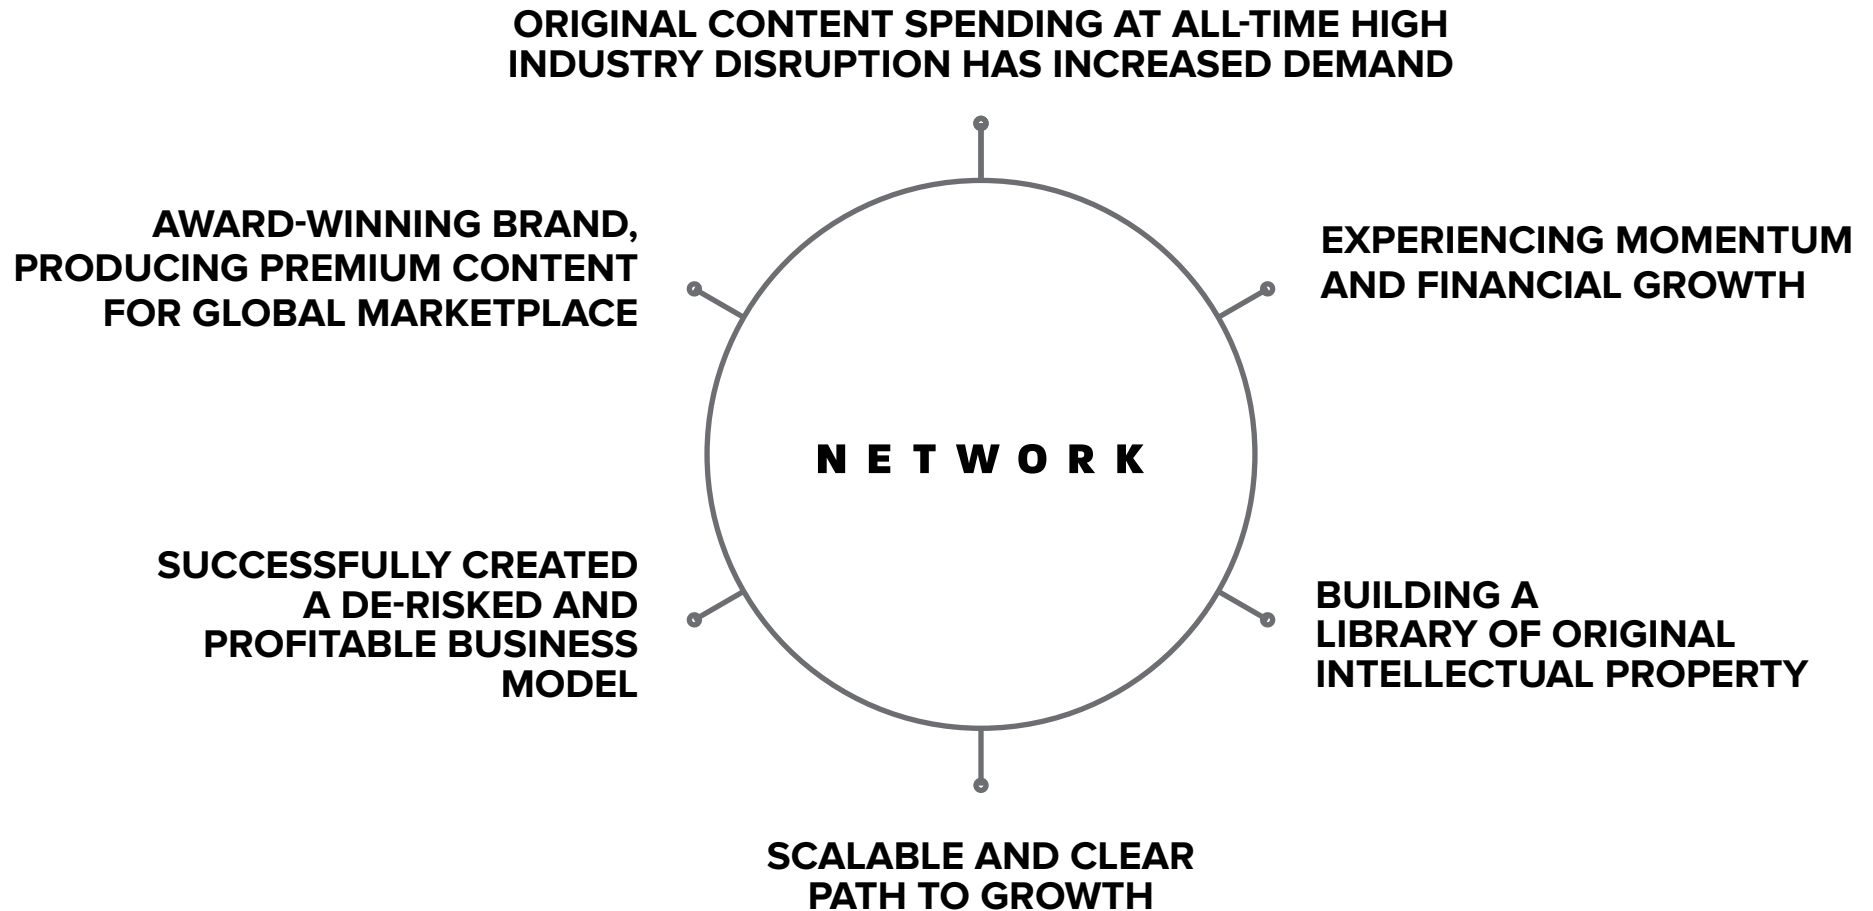 ORIGINAL CONTENT SPENDING AT ALL-TIME HIGH
INDUSTRY DISRUPTION HAS INCREASED DEMAND
AWARD-WINNING BRAND,
PRODUCING PREMIUM CONTENT
FOR GLOBAL MARKETPLACE
EXPERIENCING MOMENTUM
AND FINANCIAL GROWTH
NETWORK
SUCCESSFULLY CREATED
A DE-RISKED AND
PROFITABLE BUSINESS
MODEL
BUILDING A
LIBRARY OF ORIGINAL
INTELLECTUAL PROPERTY
SCALABLE AND CLEAR
PATH TO GROWTH